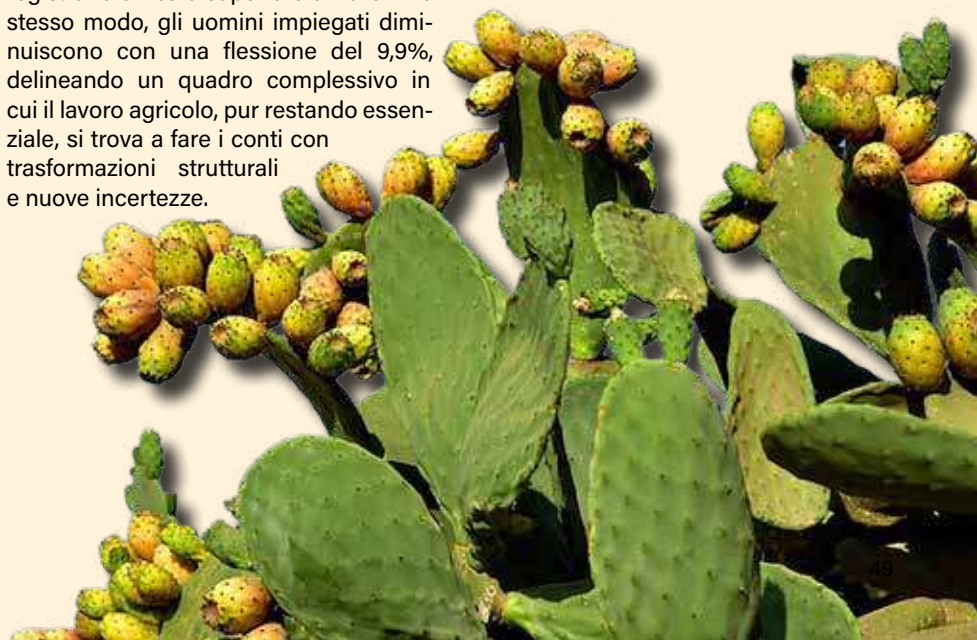 stesso modo, gli uomini impiegati dimi-
nuiscono con una flessione del 9,9%,
delineando un quadro complessivo in
cui il lavoro agricolo, pur restando essen-
ziale, si trova a fare i conti con
trasformazioni strutturali
e nuove incertezze.
49